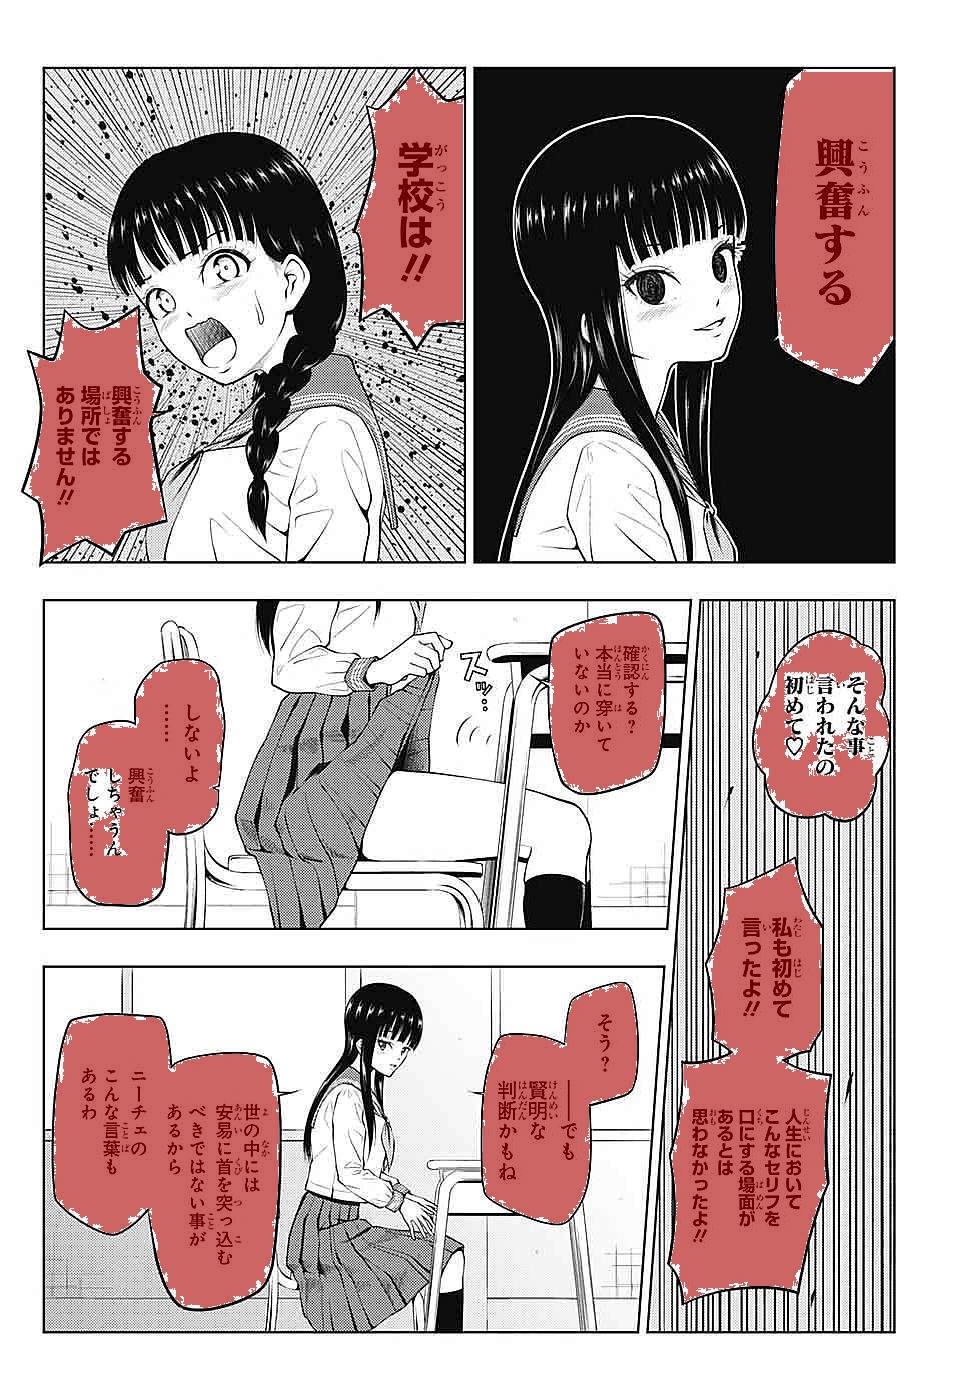 興奮する
学校は!!
興奮する
場所では
ありません!!
そんな事
言われたの
初めて♡
私も初めて
言ったよ!!
人生において
こんなセリフを
口にする場面が
あるとは
思わなかったよ!!
確認する?
本当に穿いて
いないのか
スッ…
しないよ
……
……
興奮
しちゃうん
でしょ……
そう?
――でも
賢明な
判断かもね
世の中には
安易に首を突っ込む
べきではない事が
あるから
ニーチェの
こんな言葉も
あるわ